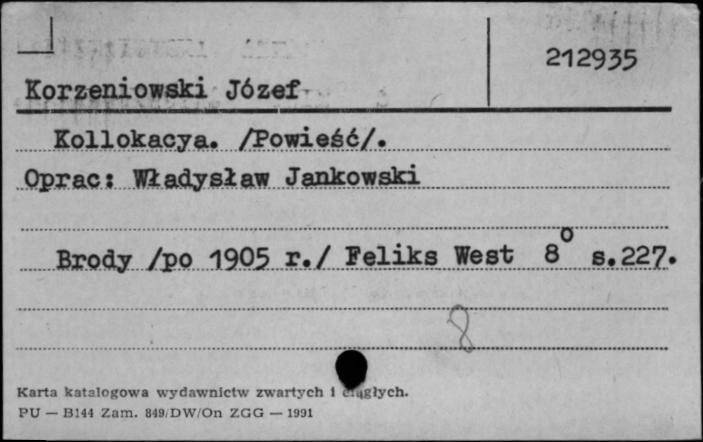 212935
Korzeniowski Józef
Kollokacya. /Powieść/.
Oprac: Władysław Jankowski
Brody /po 1905 r./ Feliks West 8° s.227.
8
Karta katalogowa wydawnictw zwartych i ciągłych.
PU — B144 Zam. 849/DW/On ZGG — 1991